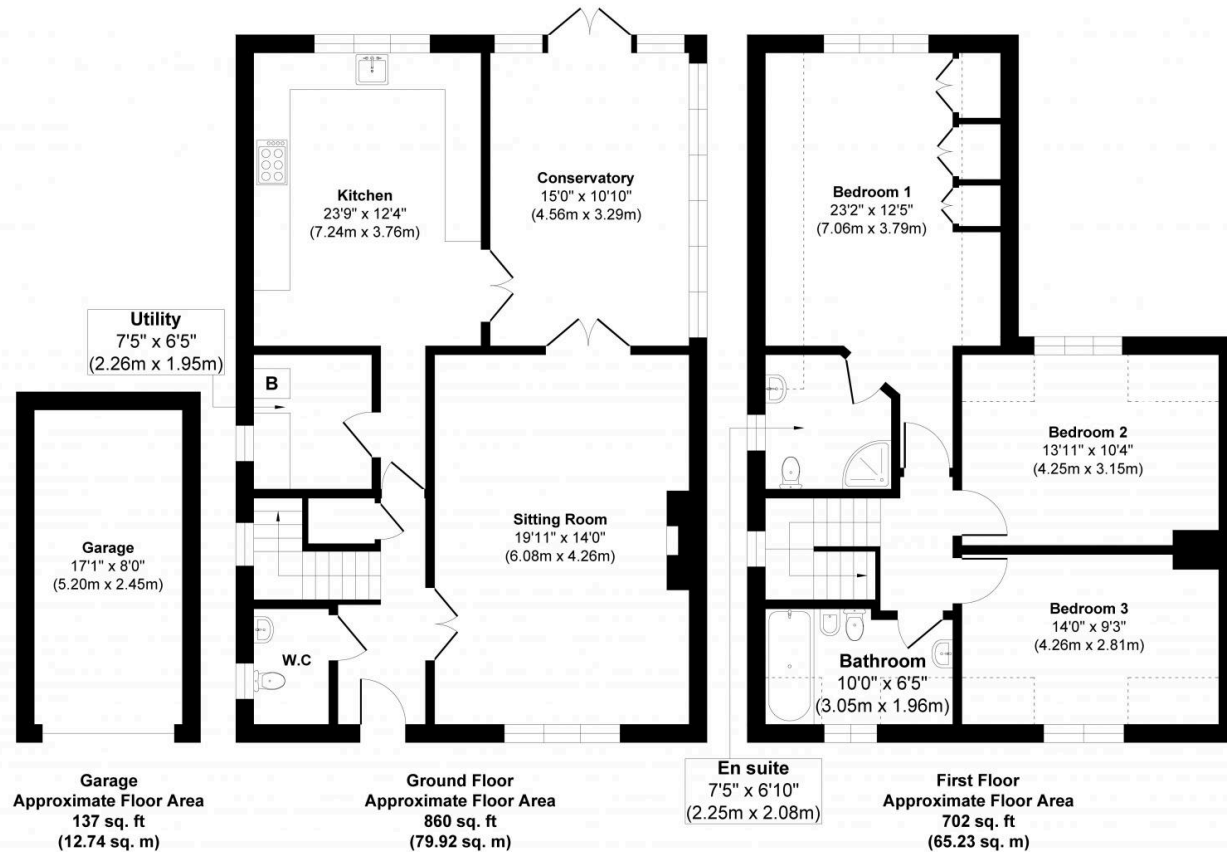 Kitchen
23'9" x 12'4"
(7.24m x 3.76m)
Conservatory
15'0" x 10'10"
(4.56m x 3.29m)
Bedroom 1
23'2" x 12'5"
(7.06m x 3.79m)
Utility
7'5" x 6'5"
(2.26m x 1.95m)
B
Bedroom 2
13'11" x 10'4"
(4.25m x 3.15m)
Garage
17'1" x 8'0"
(5.20m x 2.45m)
Sitting Room
19'11" x 14'0"
(6.08m x 4.26m)
W.C
Bathroom
10'0" x 6'5"
(3.05m x 1.96m)
Bedroom 3
14'0" x 9'3"
(4.26m x 2.81m)
En suite
7'5" x 6'10"
(2.25m x 2.08m)
Garage
Approximate Floor Area
137 sq. ft
(12.74 sq. m)
Ground Floor
Approximate Floor Area
860 sq. ft
(79.92 sq. m)
First Floor
Approximate Floor Area
702 sq. ft
(65.23 sq. m)